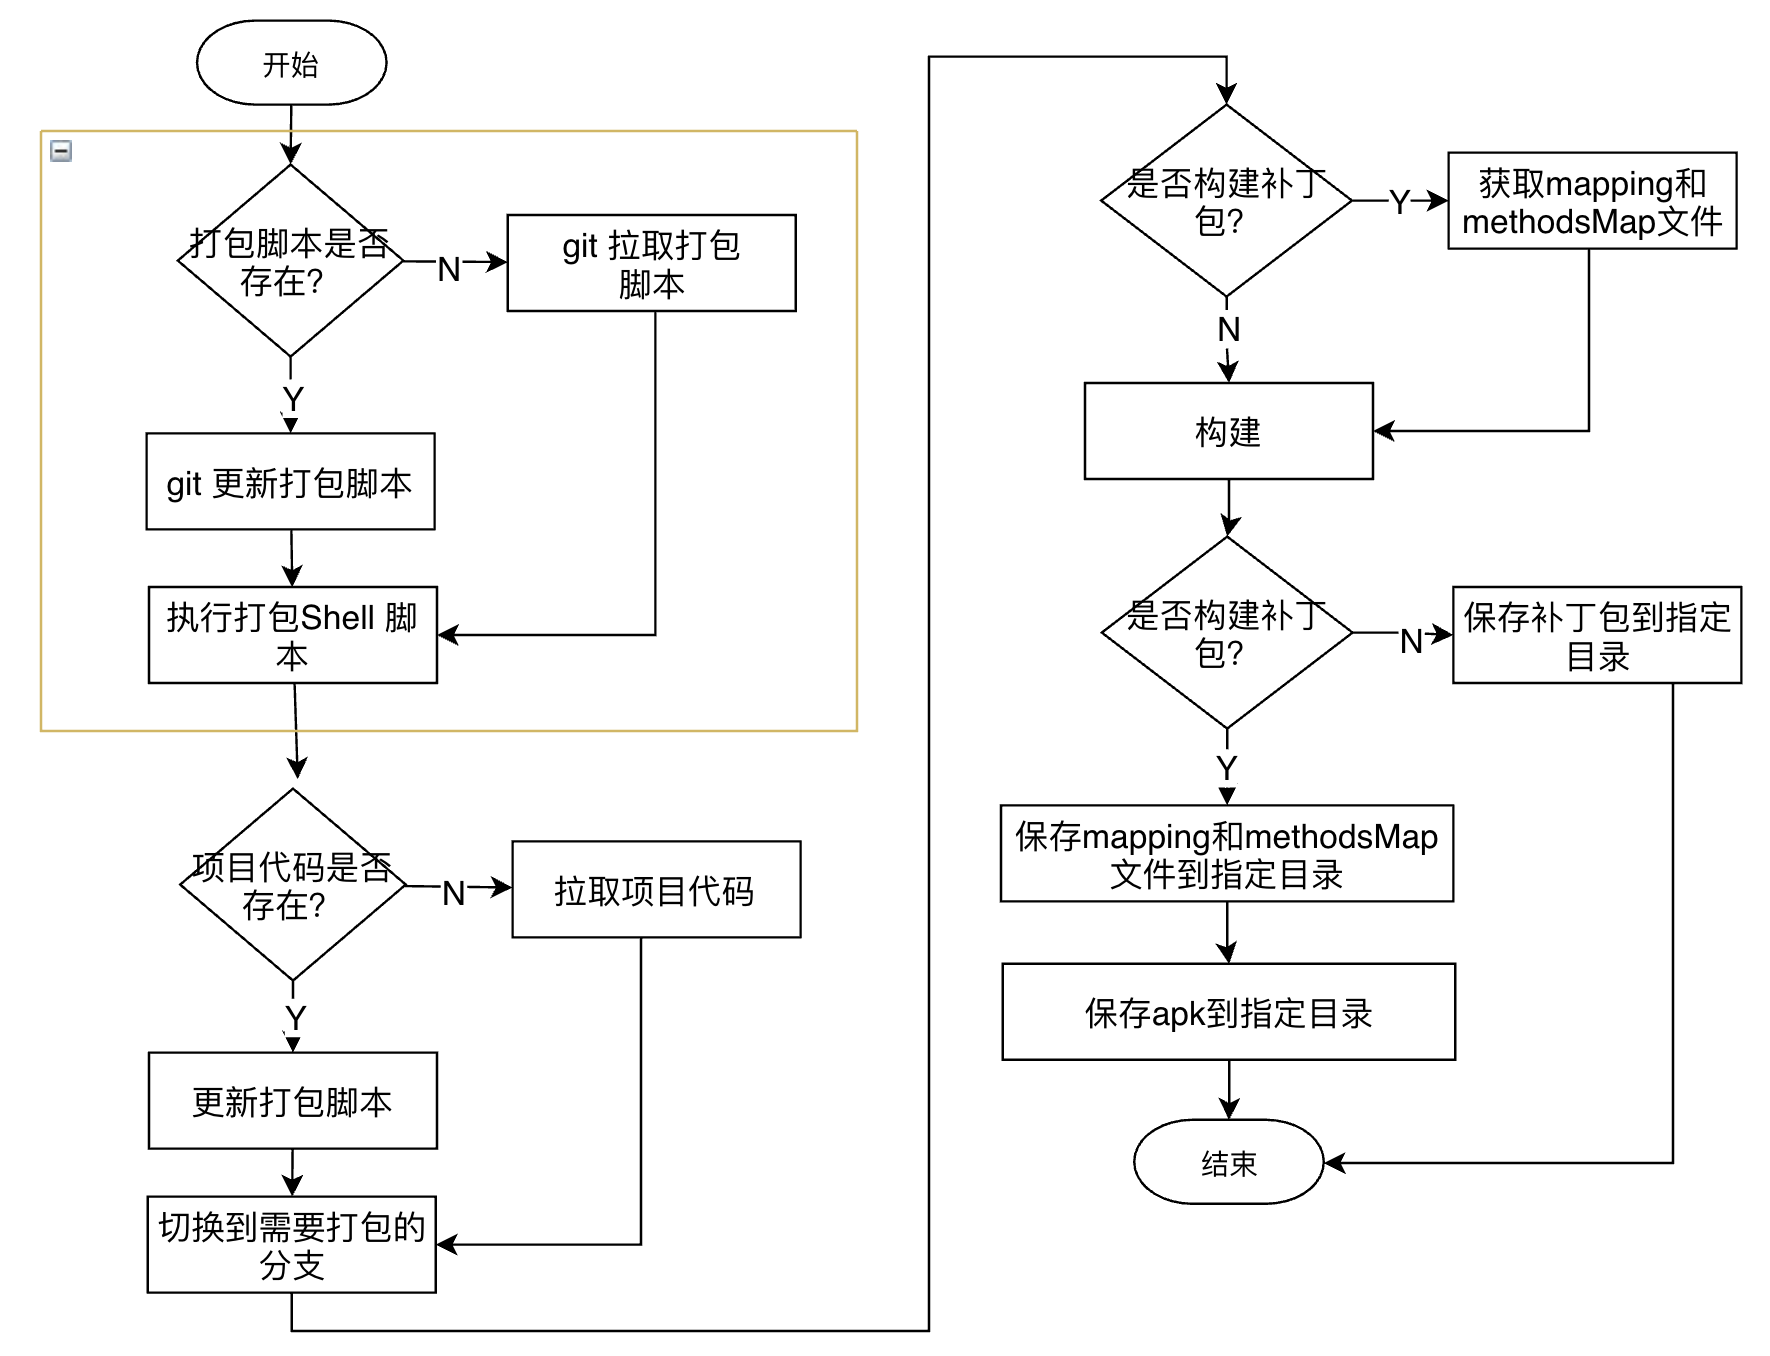 开始
打包脚本是否
存在?
N
git 拉取打包
脚本
Y
git 更新打包脚本
执行打包Shell 脚
本
项目代码是否
存在?
N
拉取项目代码
Y
更新打包脚本
切换到需要打包的
分支
是否构建补丁
包?
Y
获取mapping和
methodsMap文件
N
构建
是否构建补丁
包?
N
保存补丁包到指定
目录
Y
保存mapping和methodsMap
文件到指定目录
保存apk到指定目录
结束